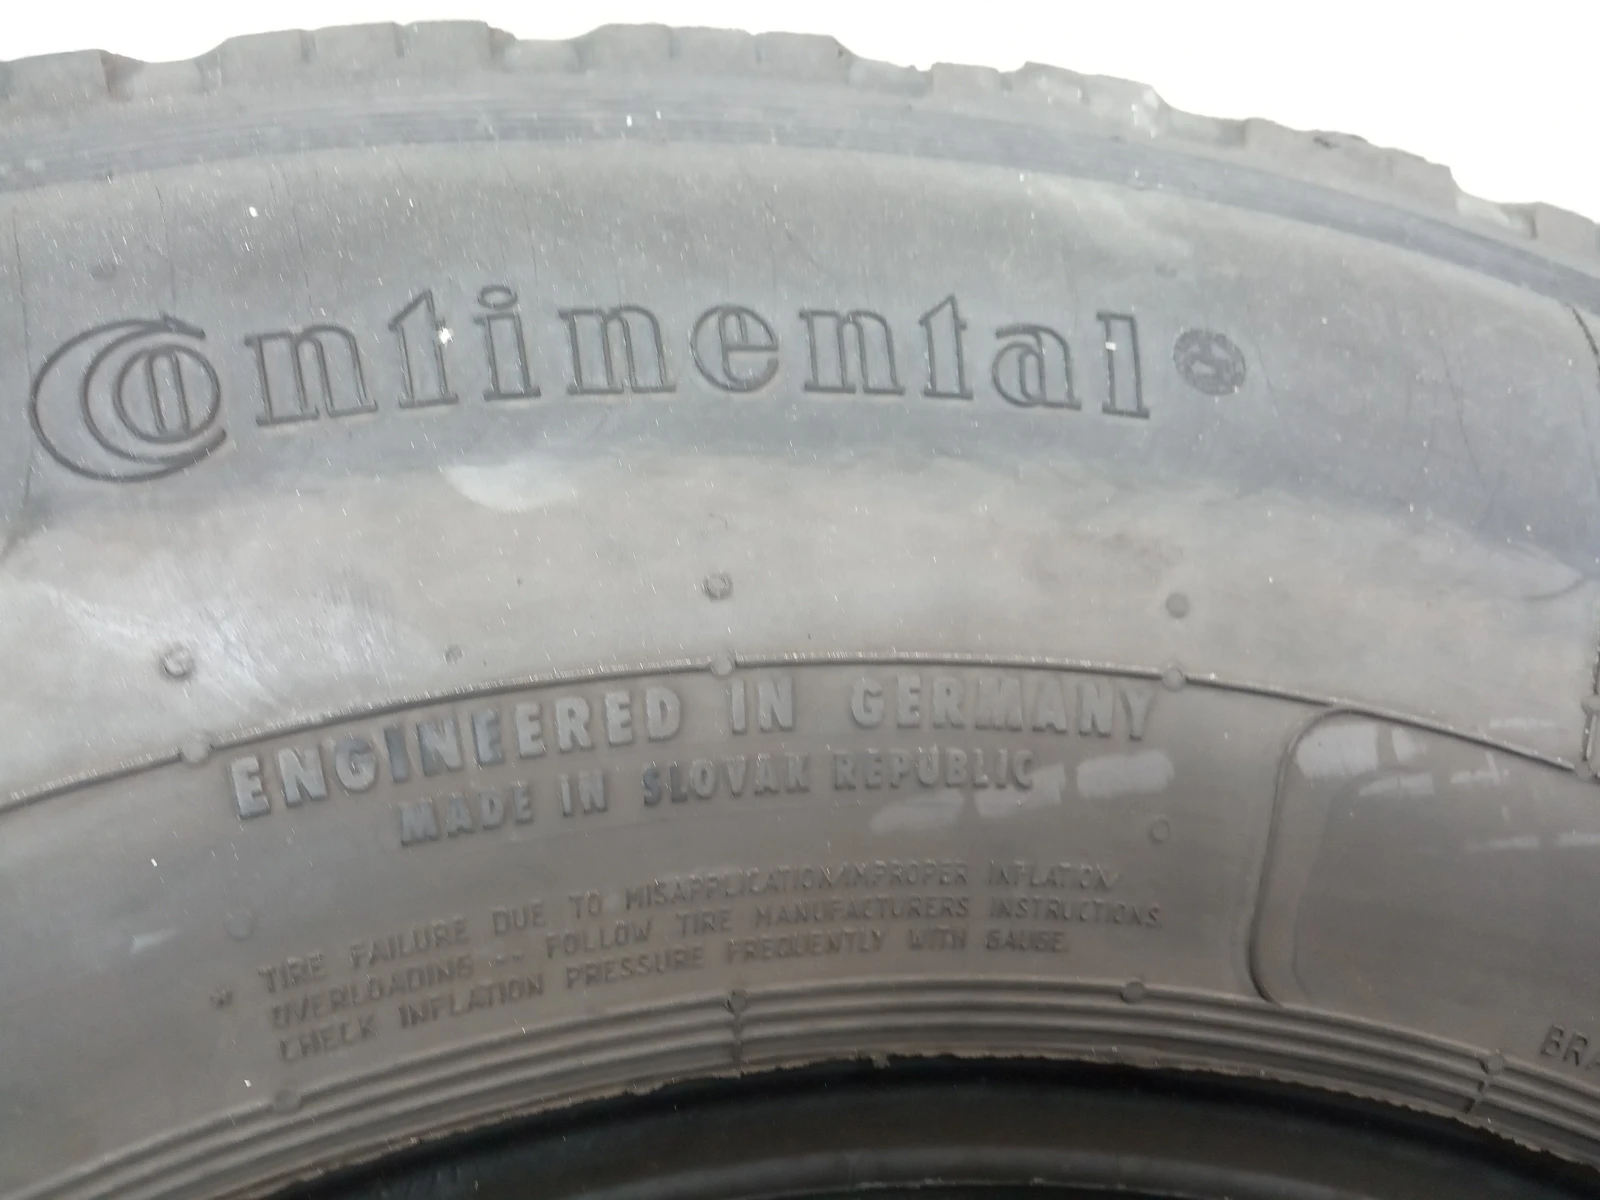 Continental
ENGINEERED IN GERMANY
MADE IN SLOVAK REPUBLIC
* TIRE FAILURE DUE TO MISAPPLICATION/IMPROPER INFLATION/
OVERLOADING -- FOLLOW TIRE MANUFACTURERS INSTRUCTIONS.
CHECK INFLATION PRESSURE FREQUENTLY WITH GAUGE.
BRA